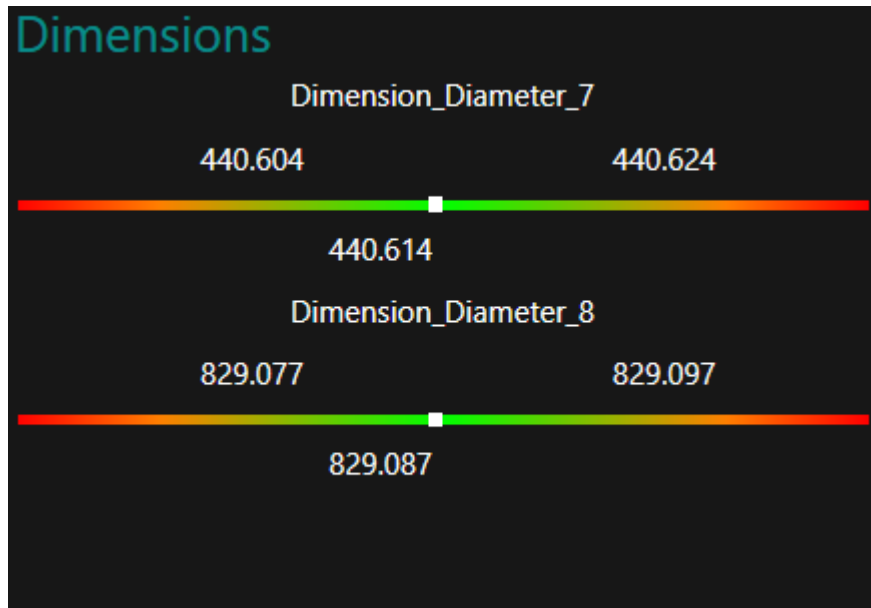 Dimensions
Dimension_Diameter_7
440.604 440.624
440.614
Dimension_Diameter_8
829.077 829.097
829.087